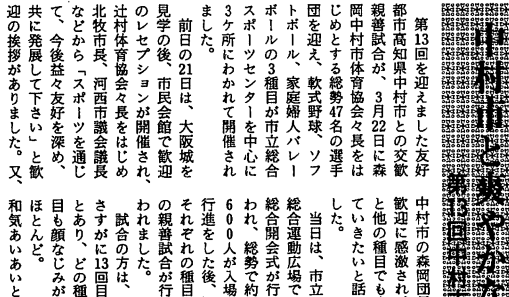 中村市と爽やかな
第13回中村
　第13回を迎えました友好
都市高知県中村市との交歓
親善試合が、3月22日に森
岡中村市体育協会々長をは
じめとする総勢47名の選手
団を迎え、軟式野球、ソフ
トボール、家庭婦人バレー
ボールの3種目が市立総合
スポーツセンターを中心に
3ケ所にわかれて開催され
ました。
　前日の21日は、大阪城を
見学の後、市民会館で歓迎
のレセプションが開催され、
辻村体育協会々長をはじめ
北牧市長、河西市議会議長
などから「スポーツを通じ
て、今後益々友好を深め、
共に発展して下さい」と歓
迎の挨拶がありました。又、
中村市の森岡団
歓迎に感激され
と他の種目でも
ていきたいと話
した。
　当日は、市立
総合運動広場で
総合開会式が行
われ、総勢で約
600人が入場
行進をした後、
それぞれの種目
の親善試合が行
われました。
　試合の方は、
さすがに13回目
とあり、どの種
目も顔なじみが
ほとんど。
和気あいあいと